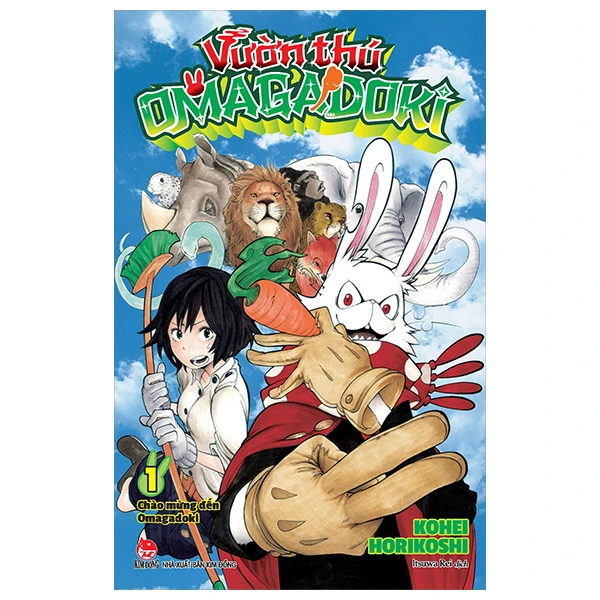 Vườn thú
OMAGADOKI
1
Chào mừng đến
Omagadoki
KIM ĐỒNG NHÀ XUẤT BẢN KIM ĐỒNG
KOHEI
HORIKOSHI
Itsuwa Rei dịch